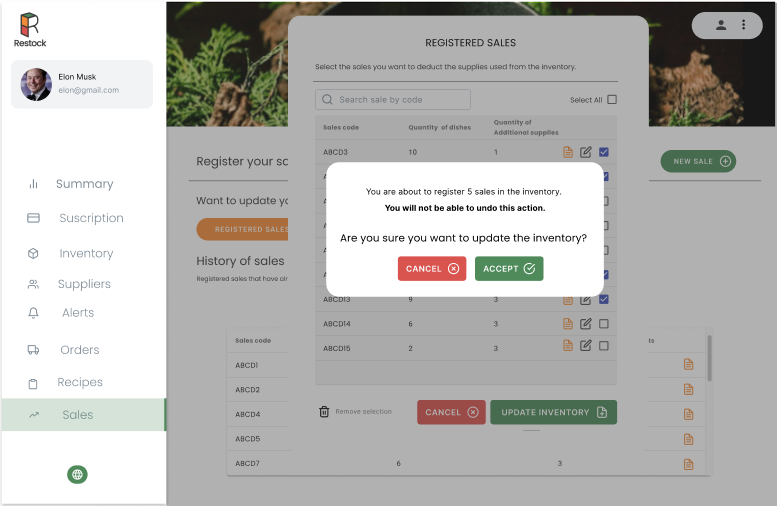 Restock
Elon Musk
elon@gmail.com
Summary
Suscription
Inventory
Suppliers
Alerts
Orders
Recipes
Sales
Register your sa
NEW SALE
Want to update yo
REGISTERED SALES
History of sales
Registered sales that have alr
Sales code
ABCD1
ABCD2
ABCD4
ABCD5
ABCD7 6 3
ts
REGISTERED SALES
Select the sales you want to deduct the supplies used from the inventory.
Search sale by code
Select All
Sales code Quantity of dishes Quantity of
Additional supplies
ABCD3 10 1
ABCD13 9 3
ABCD14 6 3
ABCD15 2 3
Remove selection
CANCEL
UPDATE INVENTORY
You are about to register 5 sales in the inventory.
You will not be able to undo this action.
Are you sure you want to update the inventory?
CANCEL
ACCEPT